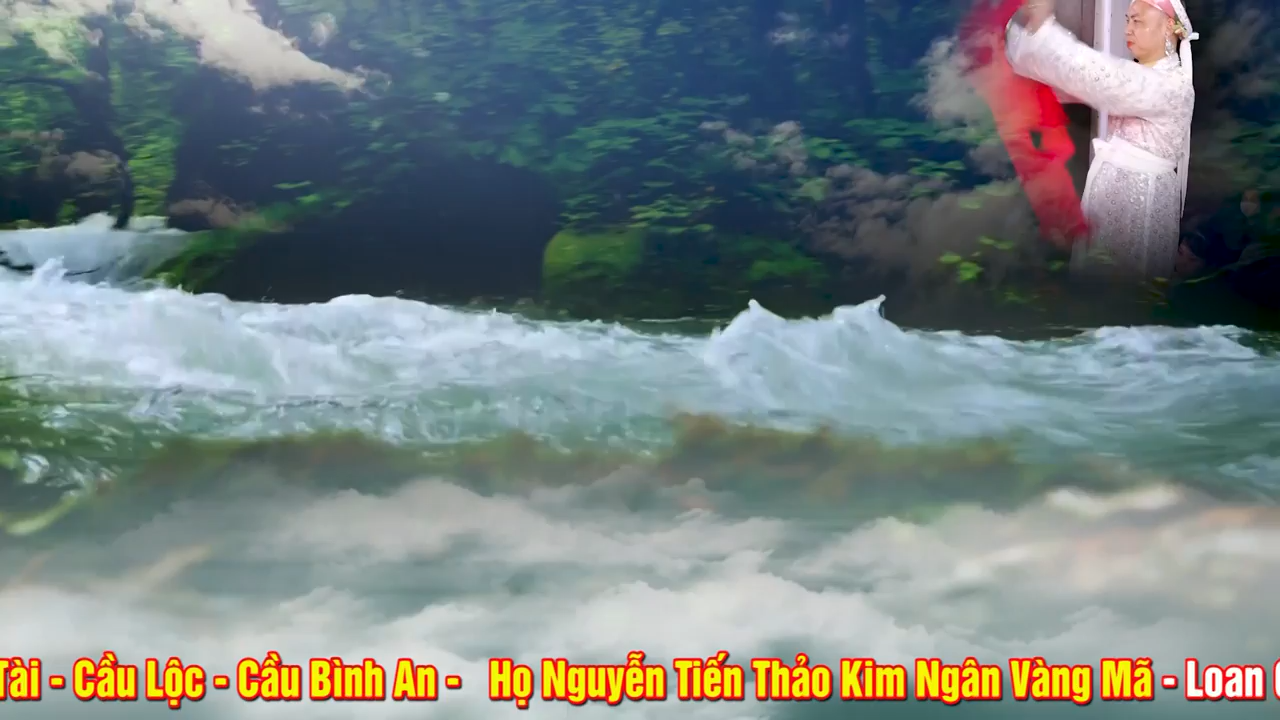 Tài - Cầu Lộc - Cầu Bình An - Họ Nguyễn Tiến Thảo Kim Ngân Vàng Mã - Loan